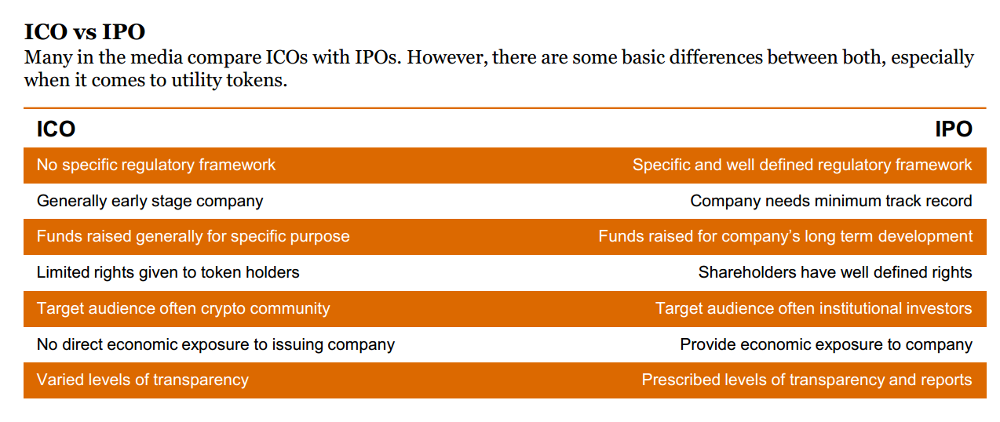 ICO vs IPO
Many in the media compare ICOs with IPOs. However, there are some basic differences between both, especially
when it comes to utility tokens.
ICO IPO
No specific regulatory framework Specific and well defined regulatory framework
Generally early stage company Company needs minimum track record
Funds raised generally for specific purpose Funds raised for company’s long term development
Limited rights given to token holders Shareholders have well defined rights
Target audience often crypto community Target audience often institutional investors
No direct economic exposure to issuing company Provide economic exposure to company
Varied levels of transparency Prescribed levels of transparency and reports